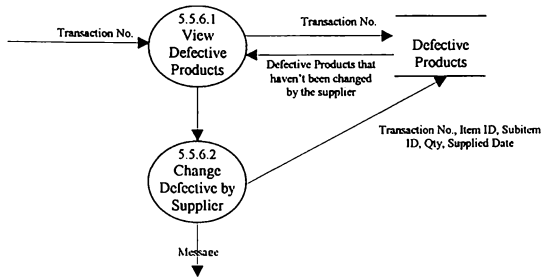 Transaction No.
5.5.6.1
View
Defective
Products
Transaction No.
Defective Products that
haven't been changed
by the supplier
Defective
Products
5.5.6.2
Change
Defective by
Supplier
Transaction No., Item ID, Subitem
ID, Qty, Supplied Date
Message